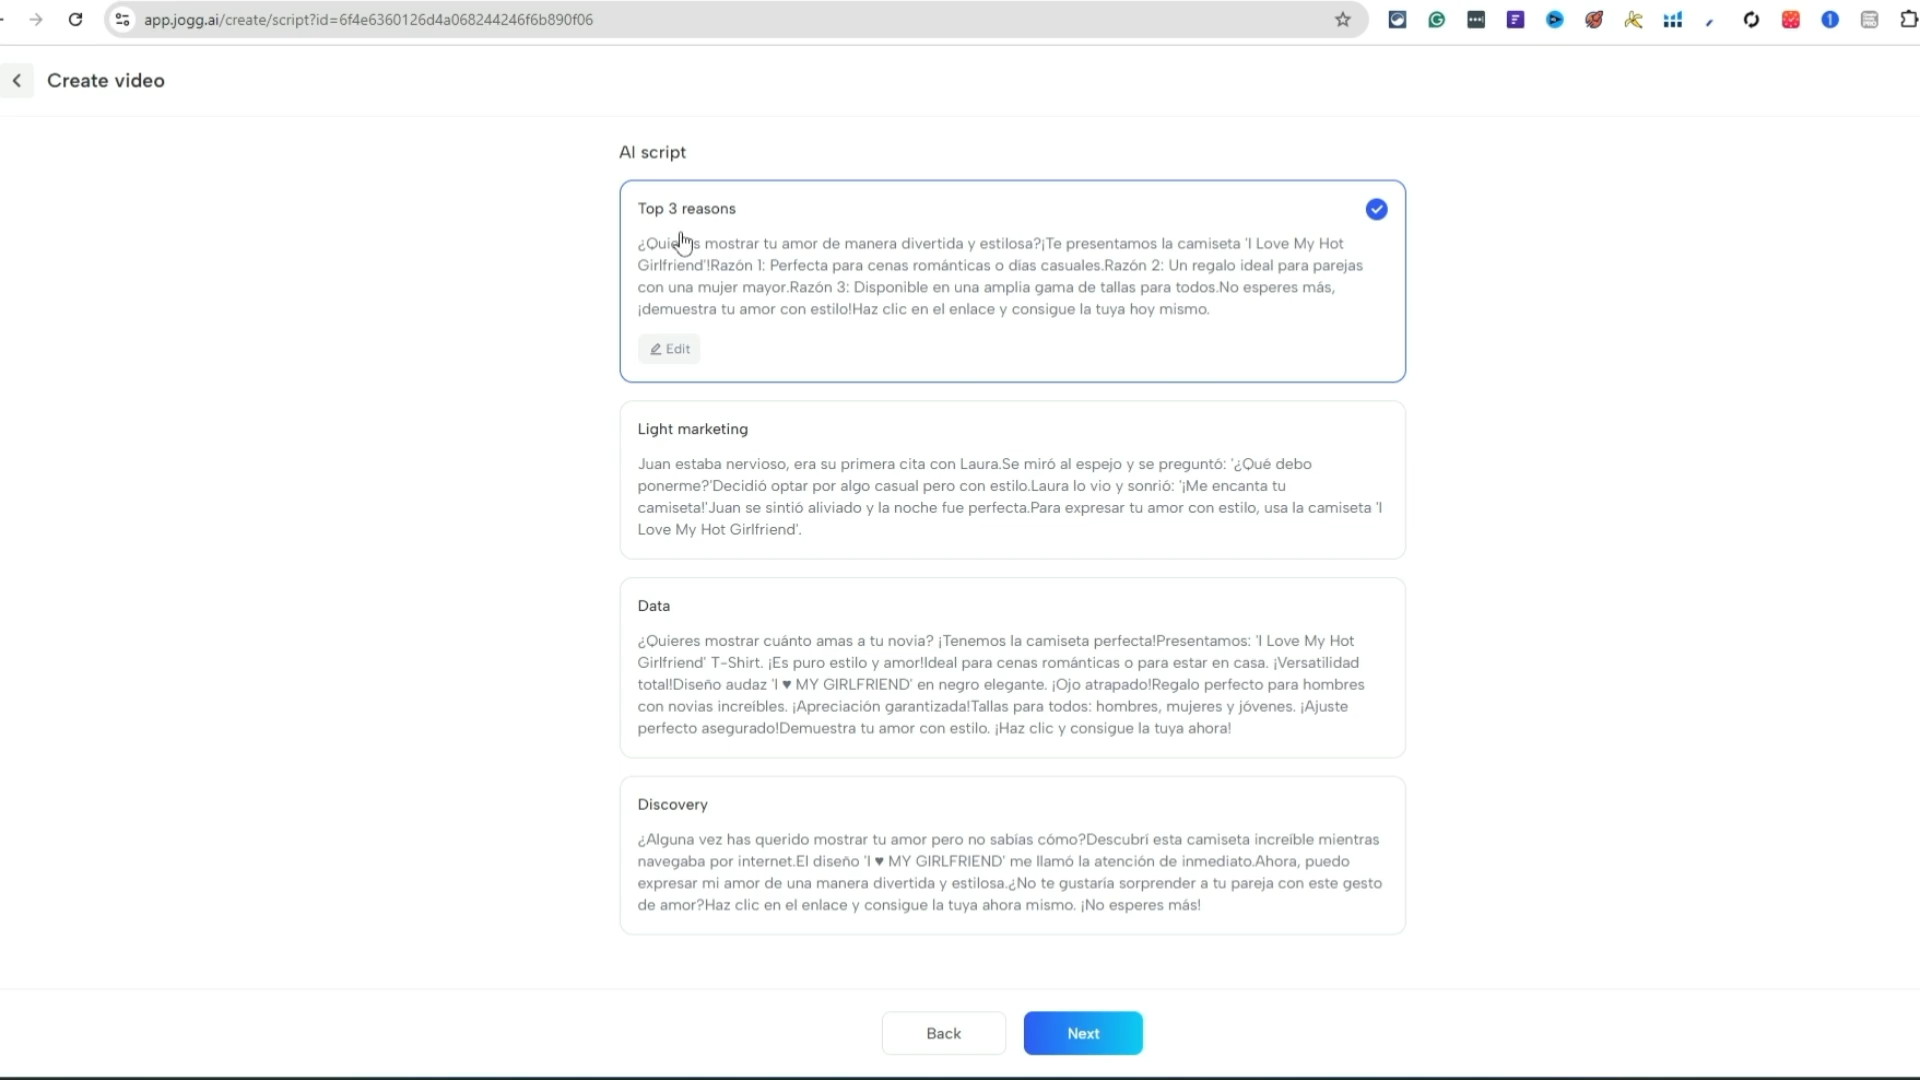 app.jogg.ai/create/script?id=6f4e6360126d4a068244246f6b890f06
Create video
AI script
Top 3 reasons
¿Quieres mostrar tu amor de manera divertida y estilosa?¡Te presentamos la camiseta 'I Love My Hot
Girlfriend'!Razón 1: Perfecta para cenas románticas o días casuales.Razón 2: Un regalo ideal para parejas
con una mujer mayor.Razón 3: Disponible en una amplia gama de tallas para todos.No esperes más,
¡demuestra tu amor con estilo!Haz clic en el enlace y consigue la tuya hoy mismo.
Edit
Light marketing
Juan estaba nervioso, era su primera cita con Laura.Se miró al espejo y se preguntó: '¿Qué debo
ponerme?'Decidió optar por algo casual pero con estilo.Laura lo vio y sonrió: '¡Me encanta tu
camiseta!'Juan se sintió aliviado y la noche fue perfecta.Para expresar tu amor con estilo, usa la camiseta 'I
Love My Hot Girlfriend'.
Data
¿Quieres mostrar cuánto amas a tu novia? ¡Tenemos la camiseta perfecta!Presentamos: 'I Love My Hot
Girlfriend' T-Shirt. ¡Es puro estilo y amor!Ideal para cenas románticas o para estar en casa. ¡Versatilidad
total!Diseño audaz 'I ♥ MY GIRLFRIEND' en negro elegante. ¡Ojo atrapado!Regalo perfecto para hombres
con novias increíbles. ¡Apreciación garantizada!Tallas para todos: hombres, mujeres y jóvenes. ¡Ajuste
perfecto asegurado!Demuestra tu amor con estilo. ¡Haz clic y consigue la tuya ahora!
Discovery
¿Alguna vez has querido mostrar tu amor pero no sabías cómo?Descubrí esta camiseta increíble mientras
navegaba por internet.El diseño 'I ♥ MY GIRLFRIEND' me llamó la atención de inmediato.Ahora, puedo
expresar mi amor de una manera divertida y estilosa.¿No te gustaría sorprender a tu pareja con este gesto
de amor?Haz clic en el enlace y consigue la tuya ahora mismo. ¡No esperes más!
Back
Next